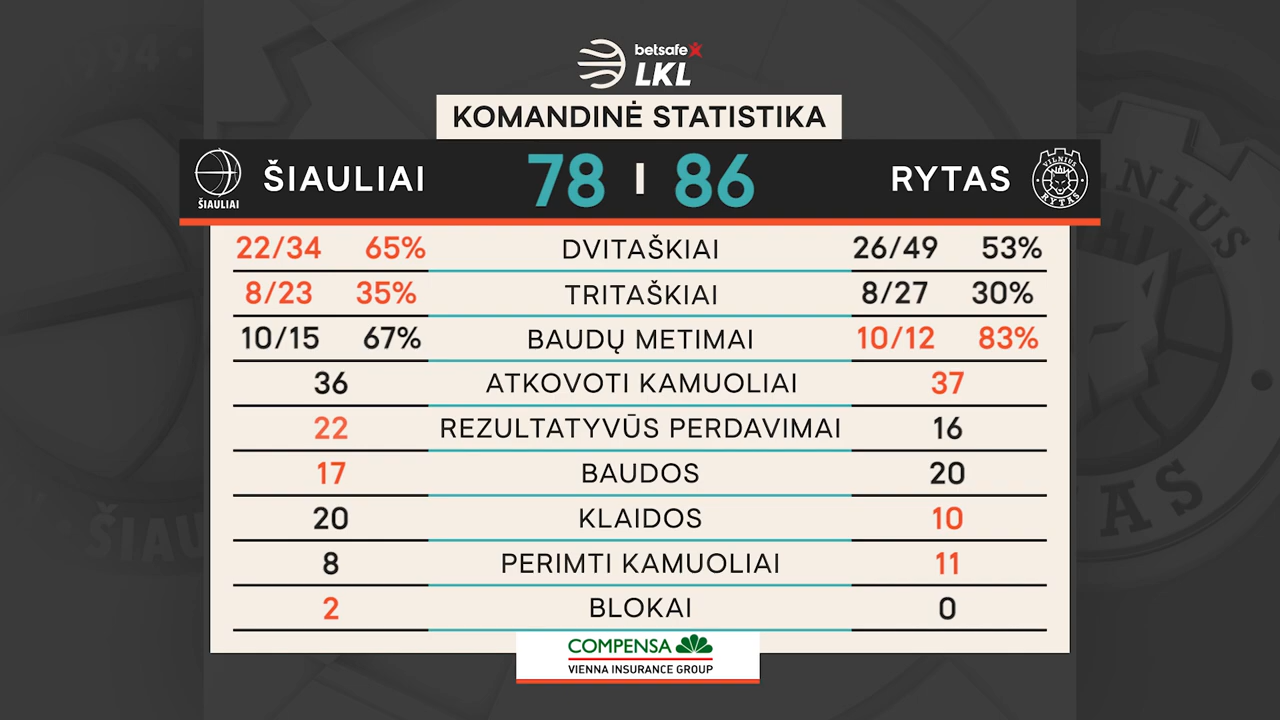 betsafe
LKL
KOMANDINĖ STATISTIKA
ŠIAULIAI
ŠIAULIAI 78 86 RYTAS
VILNIUS
RYTAS
22/34 65% DVITAŠKIAI 26/49 53%
8/23 35% TRITAŠKIAI 8/27 30%
10/15 67% BAUDŲ METIMAI 10/12 83%
36 ATKOVOTI KAMUOLIAI 37
22 REZULTATYVŪS PERDAVIMAI 16
17 BAUDOS 20
20 KLAIDOS 10
8 PERIMTI KAMUOLIAI 11
2 BLOKAI 0
COMPENSA
VIENNA INSURANCE GROUP